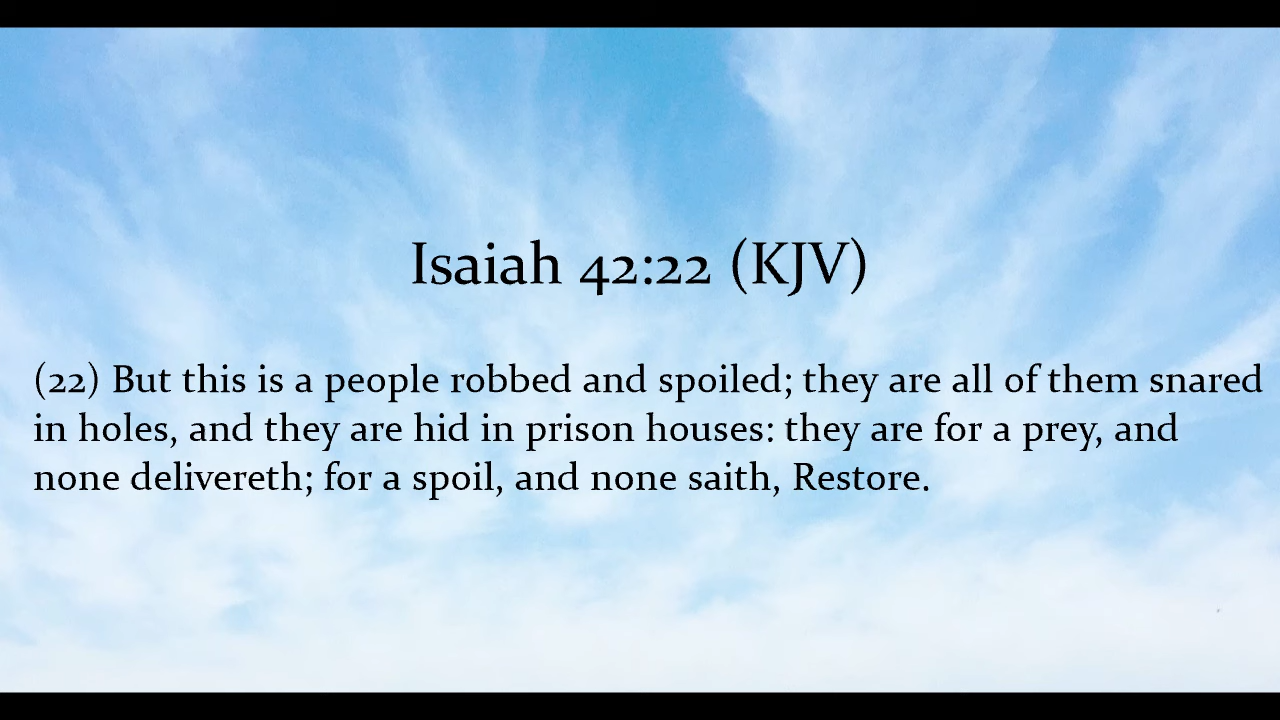 Isaiah 42:22 (KJV)
(22) But this is a people robbed and spoiled; they are all of them snared
in holes, and they are hid in prison houses: they are for a prey, and
none delivereth; for a spoil, and none saith, Restore.